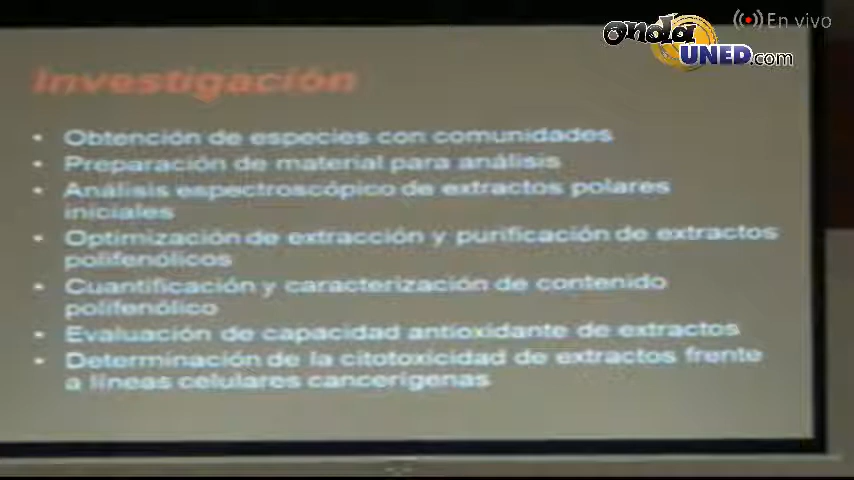 En vivo
onda
UNED.com
Investigación
• Obtención de especies con comunidades
• Preparación de material para análisis
• Análisis espectroscópico de extractos polares
iniciales
• Optimización de extracción y purificación de extractos
polifenólicos
• Cuantificación y caracterización de contenido
polifenólico
• Evaluación de capacidad antioxidante de extractos
• Determinación de la citotoxicidad de extractos frente
a líneas celulares cancerígenas